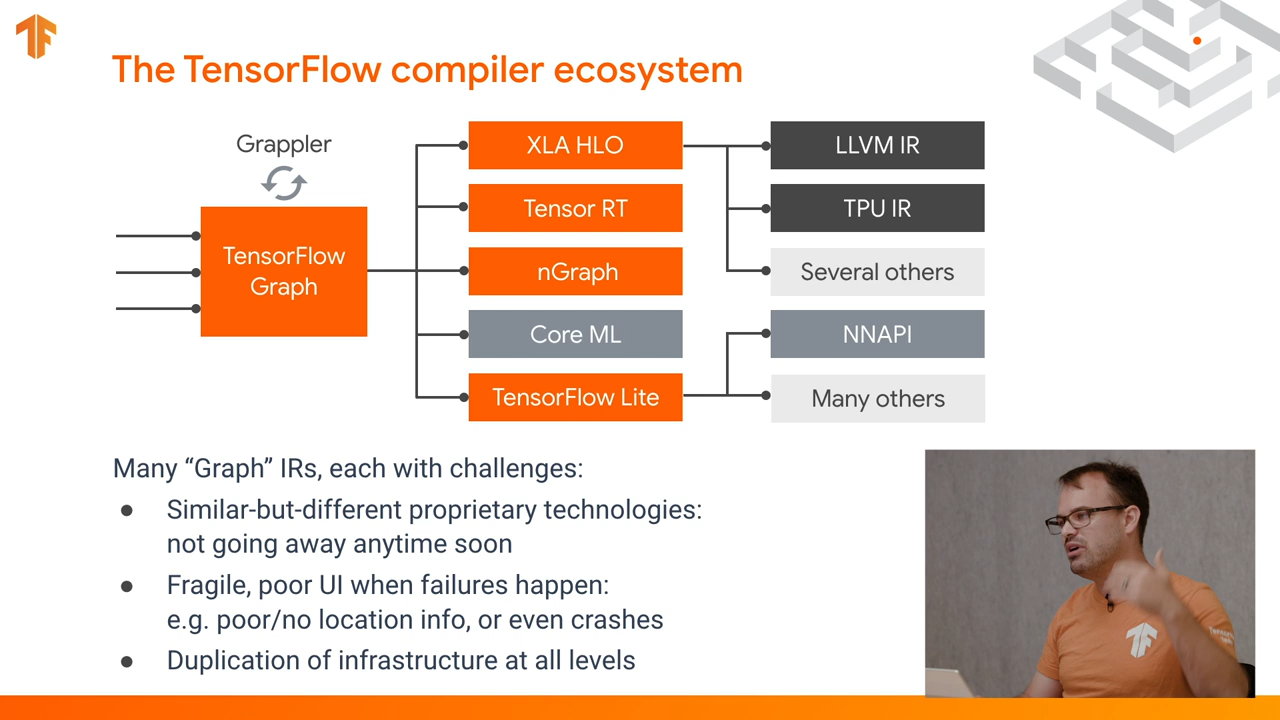 The TensorFlow compiler ecosystem
Grappler
TensorFlow
Graph
XLA HLO
Tensor RT
nGraph
Core ML
TensorFlow Lite
LLVM IR
TPU IR
Several others
NNAPI
Many others
Many “Graph” IRs, each with challenges:
● Similar-but-different proprietary technologies:
not going away anytime soon
● Fragile, poor UI when failures happen:
e.g. poor/no location info, or even crashes
● Duplication of infrastructure at all levels